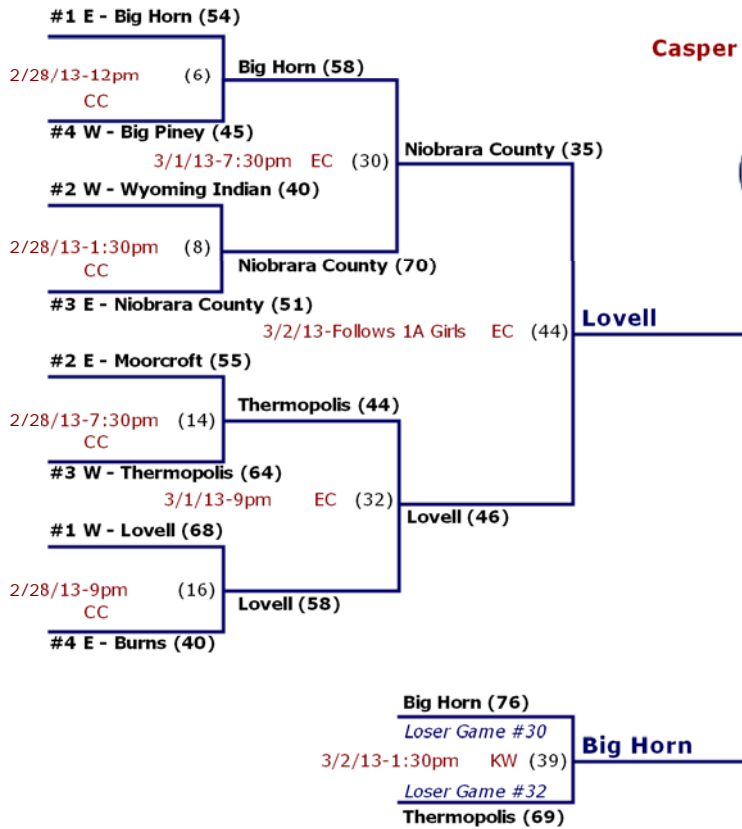 #1 E - Big Horn (54)
Casper
2/28/13-12pm (6) Big Horn (58)
CC
#4 W - Big Piney (45)
Niobrara County (35)
3/1/13-7:30pm EC (30)
#2 W - Wyoming Indian (40)
2/28/13-1:30pm (8)
CC
Niobrara County (70)
#3 E - Niobrara County (51)
3/2/13-Follows 1A Girls EC (44) Lovell
#2 E - Moorcroft (55)
Thermopolis (44)
2/28/13-7:30pm (14)
CC
#3 W - Thermopolis (64)
3/1/13-9pm EC (32)
Lovell (46)
#1 W - Lovell (68)
2/28/13-9pm (16)
CC
Lovell (58)
#4 E - Burns (40)
Big Horn (76)
Loser Game #30
3/2/13-1:30pm KW (39) Big Horn
Loser Game #32
Thermopolis (69)